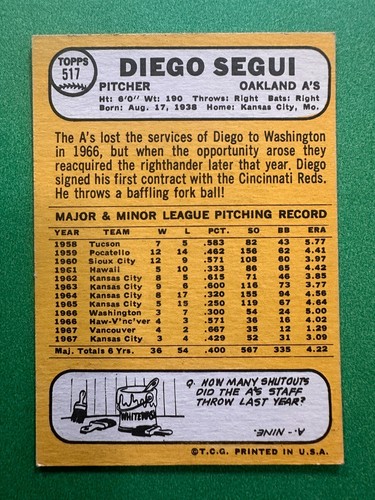 TOPPS
517
DIEGO SEGUI
PITCHER OAKLAND A'S
Ht: 6'0" Wt: 190 Throws: Right Bats: Right
Born: Aug. 17, 1938 Home: Kansas City, Mo.
The A's lost the services of Diego to Washington
in 1966, but when the opportunity arose they
reacquired the righthander later that year. Diego
signed his first contract with the Cincinnati Reds.
He throws a baffling fork ball!
MAJOR & MINOR LEAGUE PITCHING RECORD
YEAR TEAM W L PCT. SO BB ERA
1958 Tucson 7 5 .583 82 43 5.77
1959 Pocatello 12 14 .462 156 82 4.41
1960 Sioux City 12 9 .571 108 60 3.97
1961 Hawaii 5 10 .333 86 65 4.42
1962 Kansas City 8 5 .615 71 46 3.85
1963 Kansas City 9 6 .600 116 73 3.77
1964 Kansas City 8 17 .320 155 94 4.56
1965 Kansas City 5 15 .250 119 67 4.64
1966 Washington 3 7 .300 54 24 5.00
1966 Haw-V'nc'ver 4 3 .571 36 16 4.02
1967 Vancouver 4 2 .667 35 12 1.29
1967 Kansas City 3 4 .429 52 31 3.09
Maj. Totals 6 Yrs. 36 54 .400 567 335 4.22
Q. HOW MANY SHUTOUTS
DID THE A'S STAFF
THROW LAST YEAR?
WHITEWASH
A.- NINE.
©T.C.G. PRINTED IN U.S.A.